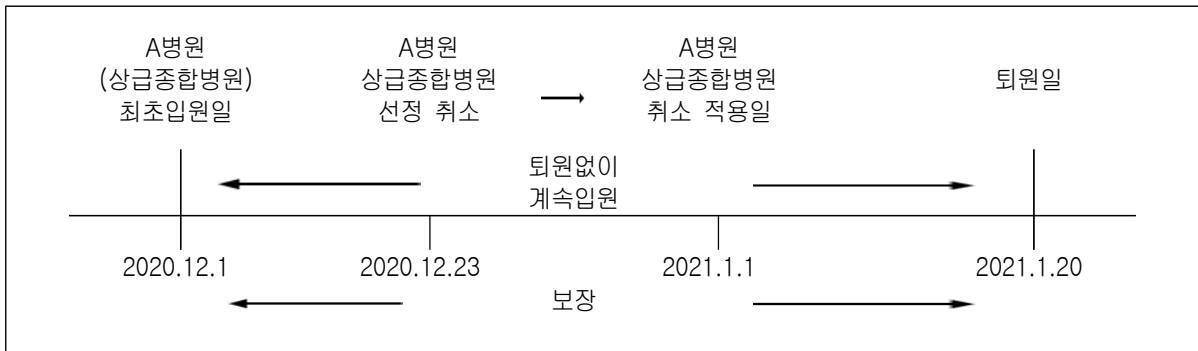 A병원
(상급종합병원)
최초입원일
A병원
상급종합병원
선정 취소
A병원
상급종합병원
취소 적용일
퇴원일
퇴원없이
계속입원
2020.12.1
2020.12.23
2021.1.1
2021.1.20
보장